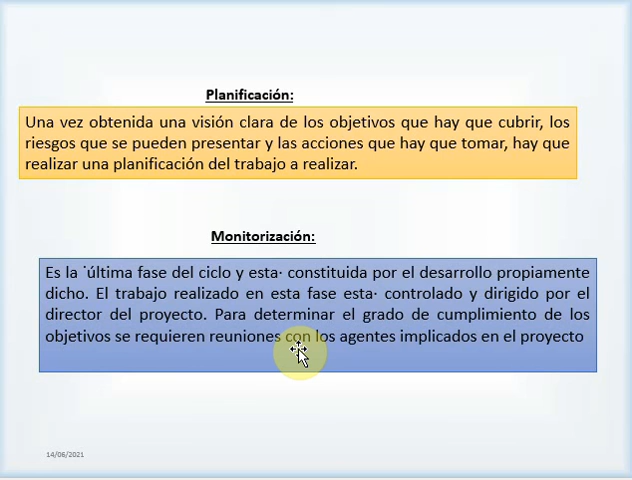 Planificación:
Una vez obtenida una visión clara de los objetivos que hay que cubrir, los
riesgos que se pueden presentar y las acciones que hay que tomar, hay que
realizar una planificación del trabajo a realizar.
Monitorización:
Es la ˙última fase del ciclo y esta· constituida por el desarrollo propiamente
dicho. El trabajo realizado en esta fase esta· controlado y dirigido por el
director del proyecto. Para determinar el grado de cumplimiento de los
objetivos se requieren reuniones con los agentes implicados en el proyecto
14/06/2021